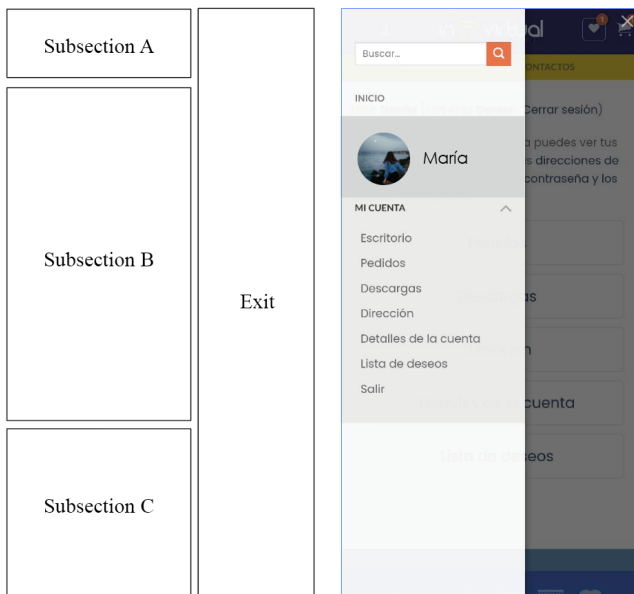 Subsection A
Subsection B
Exit
Subsection C
Buscar...
CONTACTOS
INICIO
Cerrar sesión)
María
puedes ver tus
direcciones de
contraseña y los
MI CUENTA
Escritorio
Pedidos
Descargas
Dirección
Detalles de la cuenta
Lista de deseos
Salir
cuenta
Lista de deseos